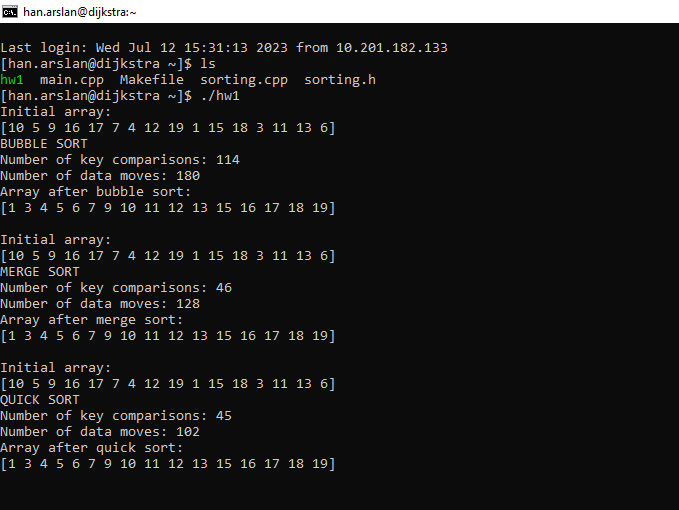 han.arslan@dijkstra:~
Last login: Wed Jul 12 15:31:13 2023 from 10.201.182.133
[han.arslan@dijkstra ~]$ ls
hw1  main.cpp  Makefile  sorting.cpp  sorting.h
[han.arslan@dijkstra ~]$ ./hw1
Initial array:
[10 5 9 16 17 7 4 12 19 1 15 18 3 11 13 6]
BUBBLE SORT
Number of key comparisons: 114
Number of data moves: 180
Array after bubble sort:
[1 3 4 5 6 7 9 10 11 12 13 15 16 17 18 19]

Initial array:
[10 5 9 16 17 7 4 12 19 1 15 18 3 11 13 6]
MERGE SORT
Number of key comparisons: 46
Number of data moves: 128
Array after merge sort:
[1 3 4 5 6 7 9 10 11 12 13 15 16 17 18 19]

Initial array:
[10 5 9 16 17 7 4 12 19 1 15 18 3 11 13 6]
QUICK SORT
Number of key comparisons: 45
Number of data moves: 102
Array after quick sort:
[1 3 4 5 6 7 9 10 11 12 13 15 16 17 18 19]